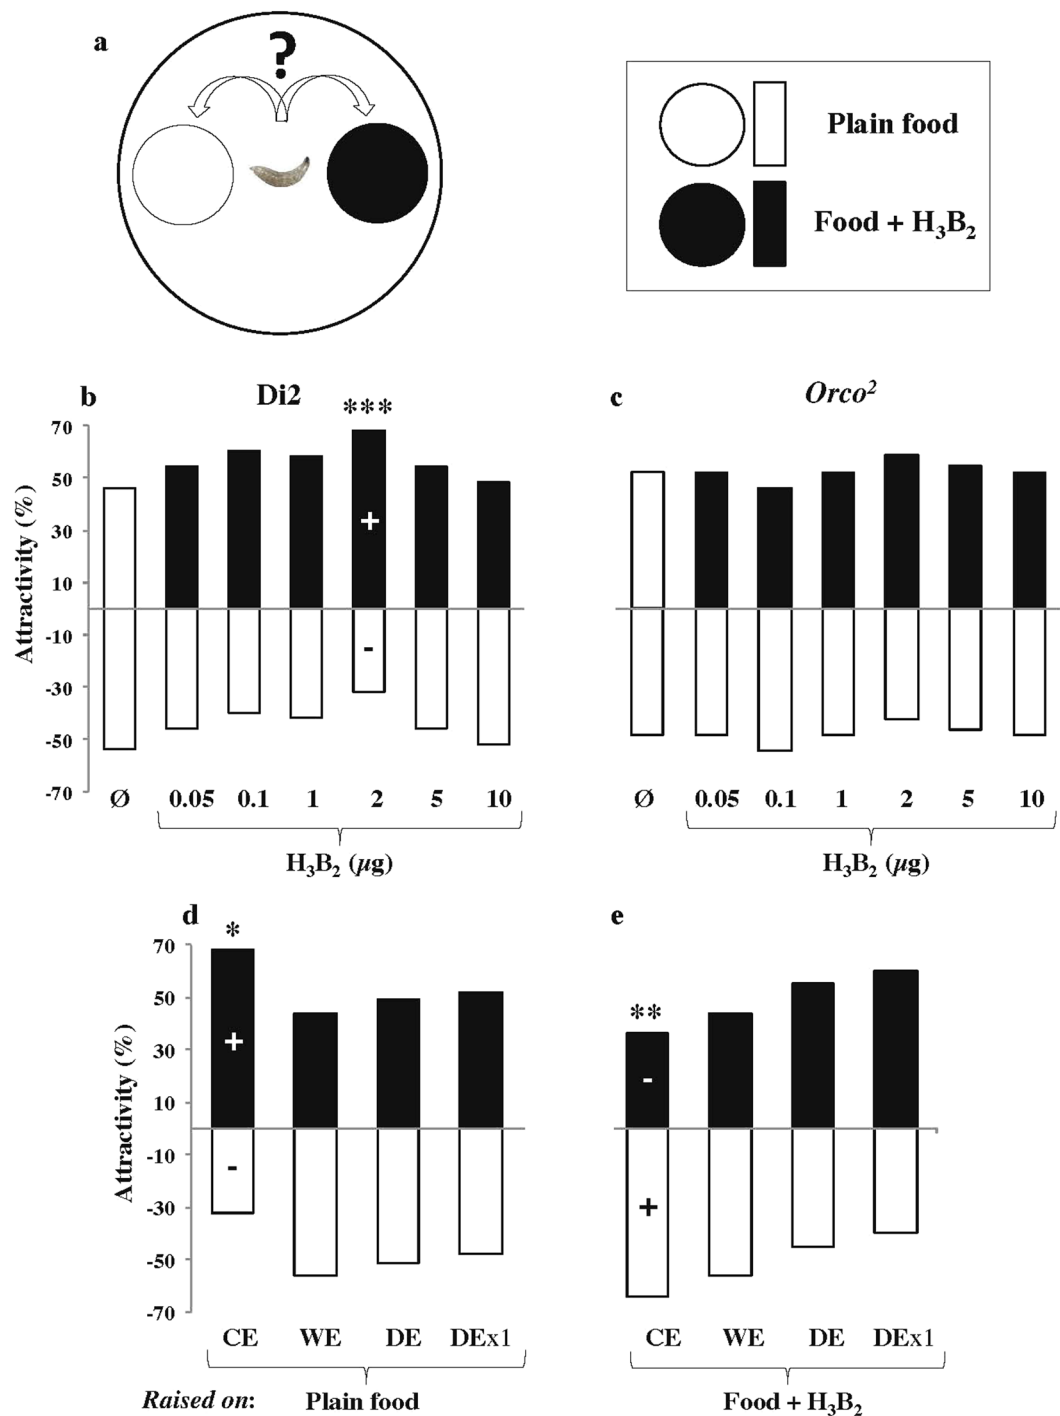 a
?
Plain food
Food + H₃B₂
b
Di2
c
Orco²
***
Attractivity (%)
70
50
30
10
-10
-30
-50
-70
+
-
Ø 0.05 0.1 1 2 5 10
H₃B₂ (µg)
Ø 0.05 0.1 1 2 5 10
H₃B₂ (µg)
d
e
*
**
Attractivity (%)
70
50
30
10
-10
-30
-50
-70
+
-
-
+
CE WE DE DEx1
CE WE DE DEx1
Raised on: Plain food
Food + H₃B₂